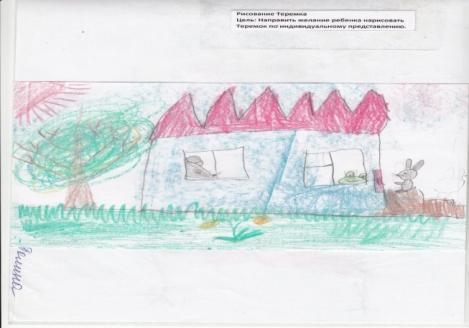 Рисование Теремка
Цель: Направить желание ребенка нарисовать
Теремок по индивидуальному представлению.